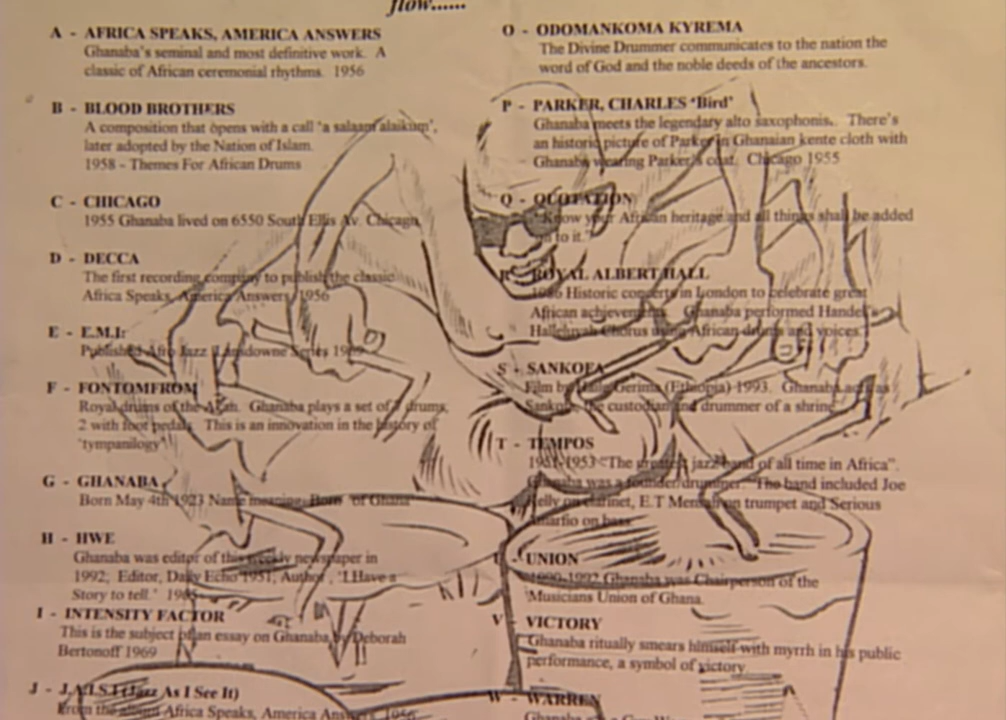 flow......
A - AFRICA SPEAKS, AMERICA ANSWERS
Ghanaba's seminal and most definitive work. A
classic of African ceremonial rhythms. 1956
B - BLOOD BROTHERS
A composition that opens with a call 'a salaam alaikum',
later adopted by the Nation of Islam.
1958 - Themes For African Drums
C - CHICAGO
1955 Ghanaba lived on 6550 South Ellis Av. Chicago
D - DECCA
The first recording company to publish the classic
Africa Speaks, America Answers 1956
E - E.M.I
Published Afro Jazz Lansdowne Series
F - FONTOMFROM
Royal drums of the Akan. Ghanaba plays a set of drums,
2 with foot pedals. This is an innovation in the history of
'tympanilogy'
G - GHANABA
Born May 4th 1923 Name meaning, Born of Ghana
H - HWE
Ghanaba was editor of this weekly newspaper in
1992, Editor, Daily Echo 1951, Author, 'I Have a
Story to tell.'
I - INTENSITY FACTOR
This is the subject of an essay on Ghanaba by Deborah
Bertonoff 1969
J - J.A.I.S.I (Jazz As I See It)
From the album Africa Speaks, America Answers 1956
O - ODOMANKOMA KYREMA
The Divine Drummer communicates to the nation the
word of God and the noble deeds of the ancestors.
P - PARKER, CHARLES 'Bird'
Ghanaba meets the legendary alto saxophonis. There's
an historic picture of Parker in Ghanaian kente cloth with
Ghanaba wearing Parker's coat. Chicago 1955
Q - QUOTATION
"Know your African heritage and all things shall be added
to it."
R - ROYAL ALBERT HALL
1986 Historic concerts in London to celebrate great
African achievements. Ghanaba performed Handel's
Hallelujah Chorus using African drums and voices
S - SANKOFA
Film by Haile Gerima (Ethiopia) 1993. Ghanaba acts as
Sankofa, the custodian and drummer of a shrine
T - TEMPOS
1951-1953 "The greatest jazz band of all time in Africa".
Ghanaba was a founder/drummer. The band included Joe
Kelly on clarinet, E.T Mensah on trumpet and Serious
Amartio on bass.
U - UNION
1990-1992 Ghanaba was Chairperson of the
Musicians Union of Ghana
V - VICTORY
Ghanaba ritually smears himself with myrrh in his public
performance, a symbol of victory
W - WARREN
Ghanaba